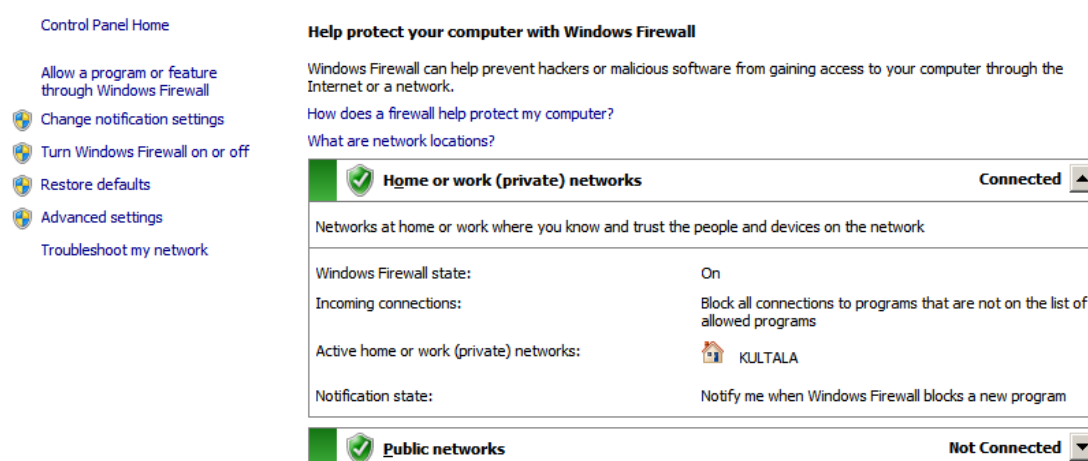 Control Panel Home
Allow a program or feature
through Windows Firewall
Change notification settings
Turn Windows Firewall on or off
Restore defaults
Advanced settings
Troubleshoot my network
Help protect your computer with Windows Firewall
Windows Firewall can help prevent hackers or malicious software from gaining access to your computer through the
Internet or a network.
How does a firewall help protect my computer?
What are network locations?
Home or work (private) networks Connected
Networks at home or work where you know and trust the people and devices on the network
Windows Firewall state: On
Incoming connections: Block all connections to programs that are not on the list of
allowed programs
Active home or work (private) networks: KULTALA
Notification state: Notify me when Windows Firewall blocks a new program
Public networks Not Connected